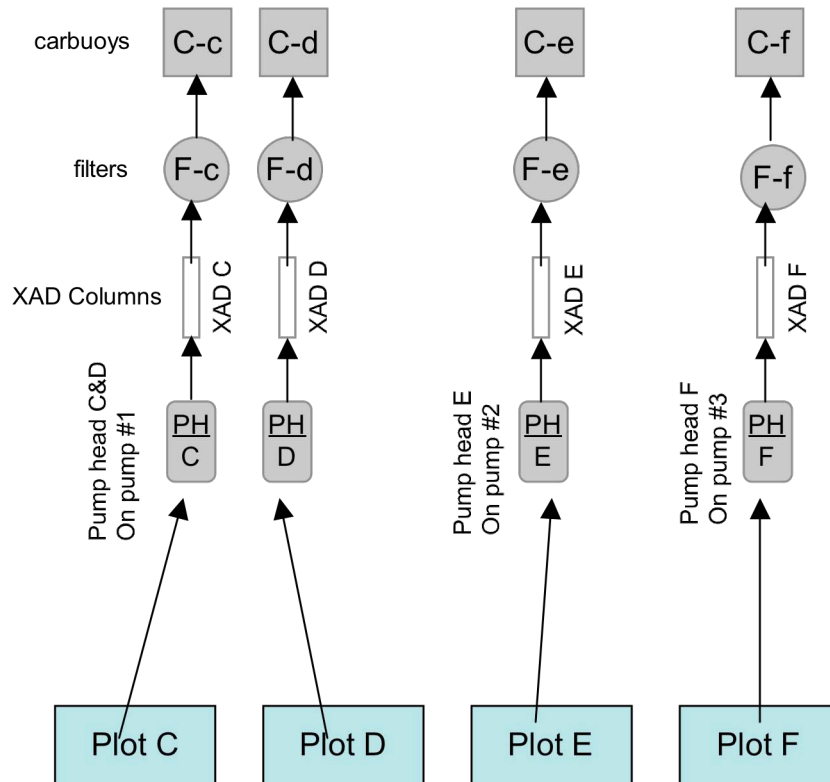 carbuoys
C-c
C-d
C-e
C-f
filters
F-c
F-d
F-e
F-f
XAD Columns
XAD C
XAD D
XAD E
XAD F
Pump head C&D
On pump #1
PH
C
PH
D
Pump head E
On pump #2
PH
E
Pump head F
On pump #3
PH
F
Plot C
Plot D
Plot E
Plot F